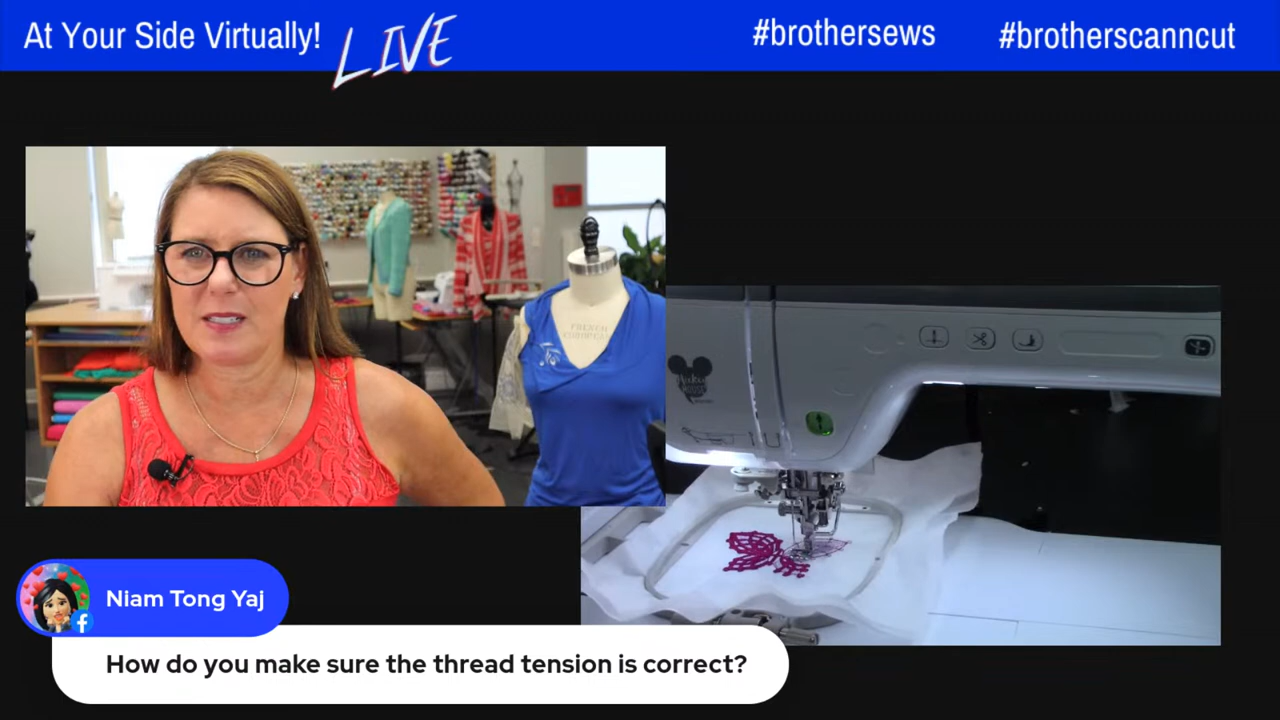 At Your Side Virtually!
LIVE
#brothersews
#brotherscanncut
FRENCH
Niam Tong Yaj
How do you make sure the thread tension is correct?